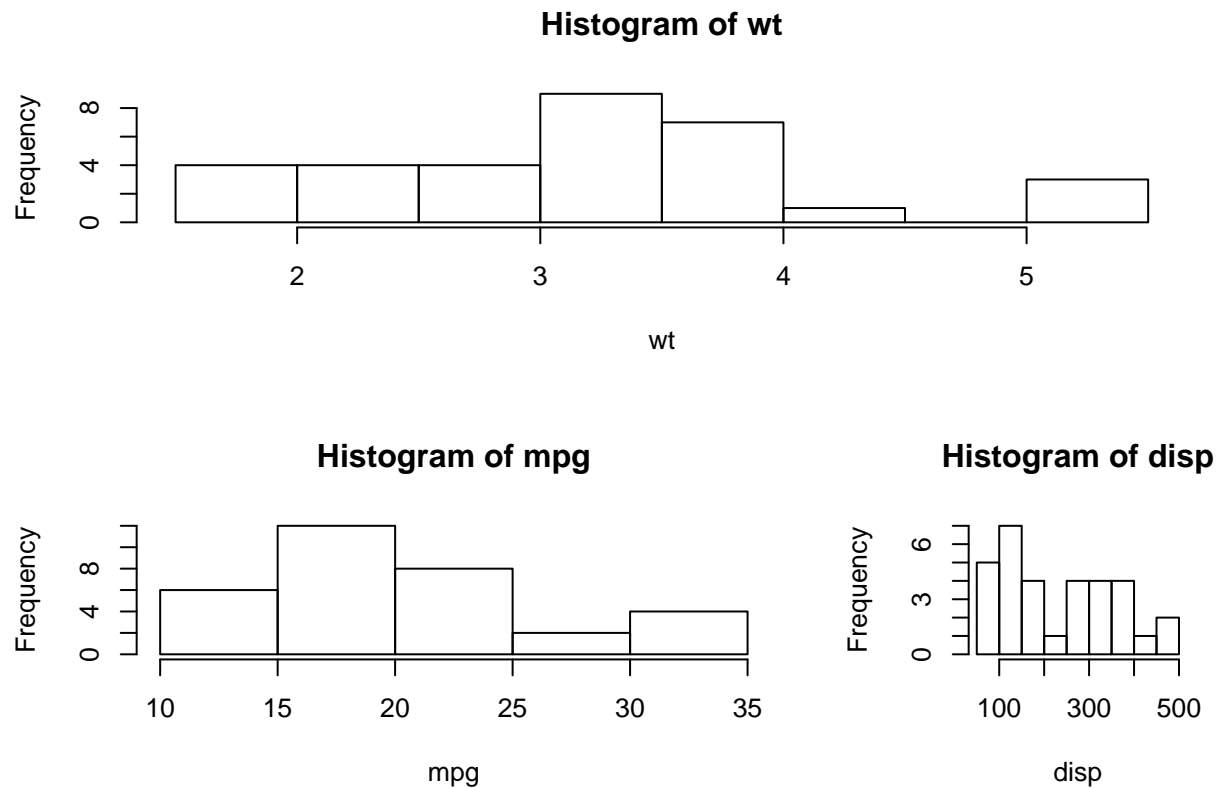 Histogram of wt
Frequency
0 4 8
2 3 4 5
wt
Histogram of mpg
Frequency
0 4 8
10 15 20 25 30 35
mpg
Histogram of disp
Frequency
0 3 6
100 300 500
disp